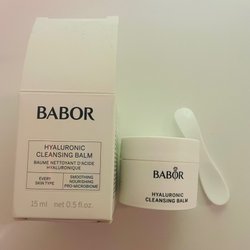 BABOR
HYALURONIC
CLEANSING BALM
BAUME NETTOYANT D'ACIDE
HYALURONIQUE
EVERY
SKIN TYPE
SMOOTHING
NOURISHING
PRO-MICROBIOME
15 ml net 0.5 fl.oz.
BABOR
HYALURONIC
CLEANSING BALM